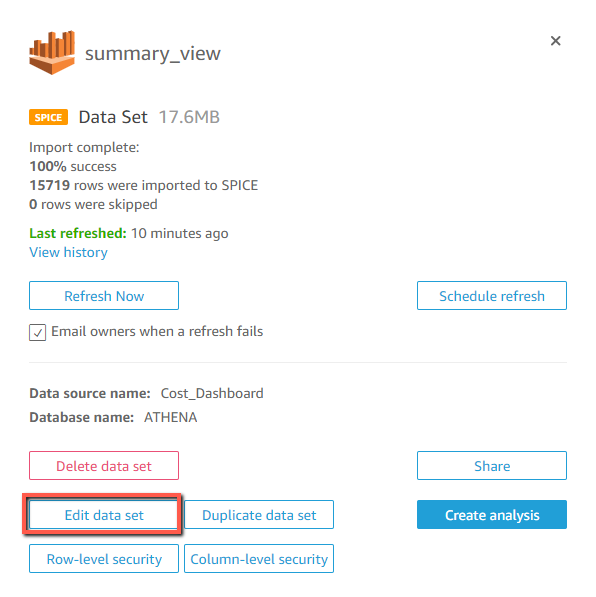 summary_view
SPICE Data Set 17.6MB
Import complete:
100% success
15719 rows were imported to SPICE
0 rows were skipped
Last refreshed: 10 minutes ago
View history
Refresh Now Schedule refresh
Email owners when a refresh fails
Data source name: Cost_Dashboard
Database name: ATHENA
Delete data set Share
Edit data set Duplicate data set Create analysis
Row-level security Column-level security